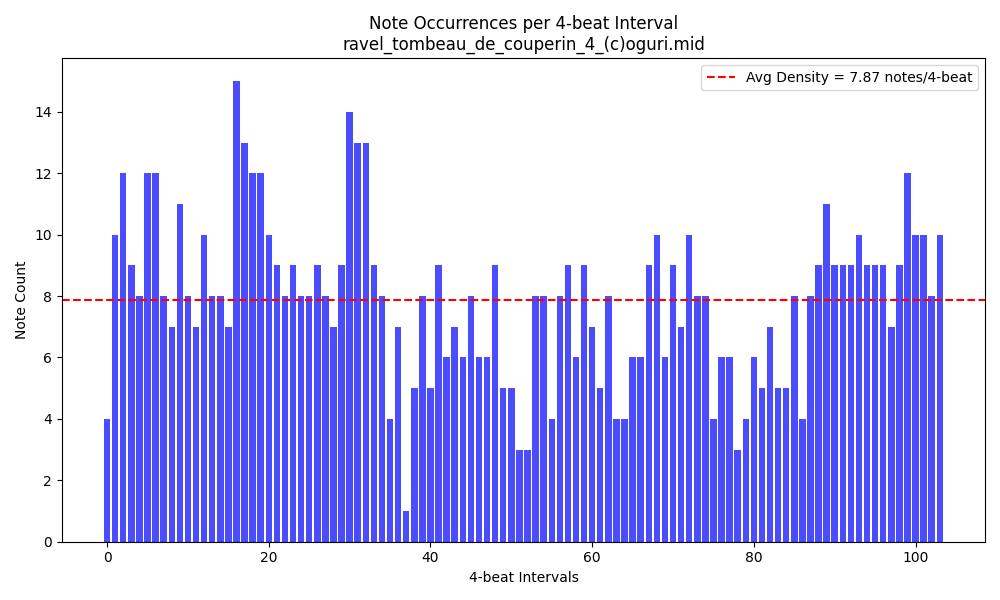 Note Occurrences per 4-beat Interval
ravel_tombeau_de_couperin_4_(c)oguri.mid
Avg Density = 7.87 notes/4-beat
Note Count
14
12
10
8
6
4
2
0
0 20 40 60 80 100
4-beat Intervals